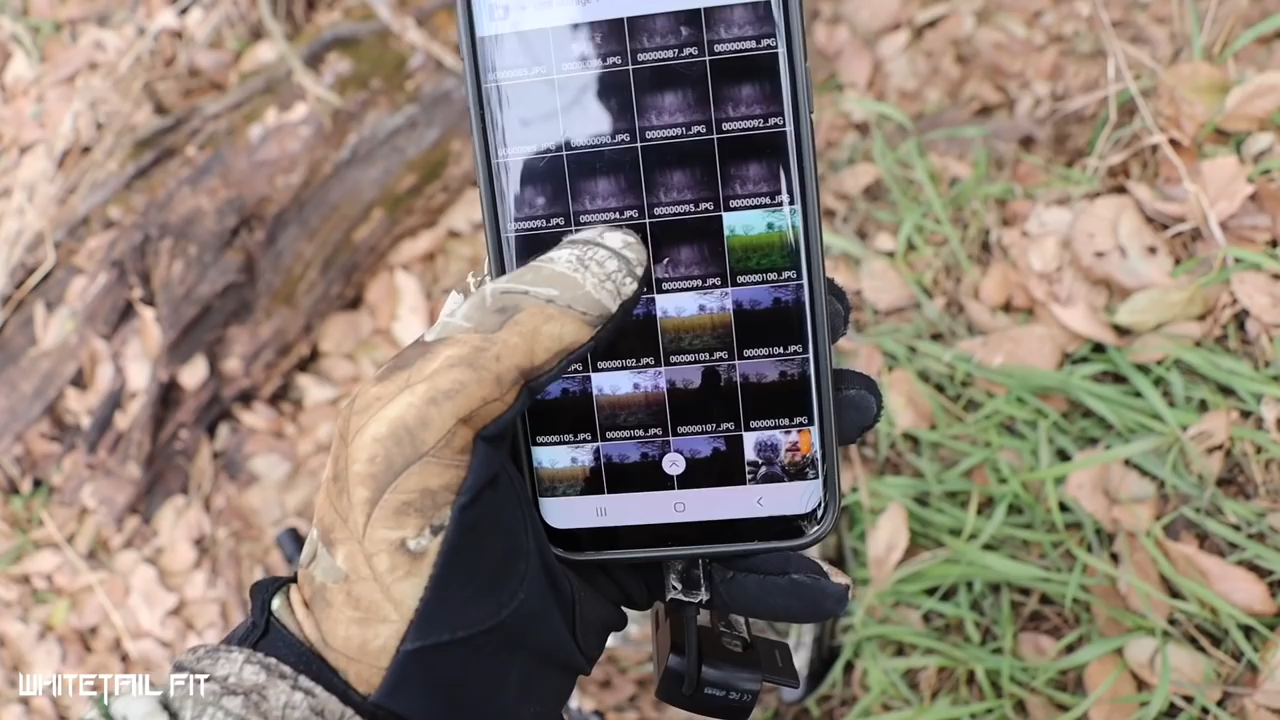 00000086.JPG 00000087.JPG 00000088.JPG
00000090.JPG 00000091.JPG 00000092.JPG
00000093.JPG 00000094.JPG 00000095.JPG 00000096.JPG
00000099.JPG 00000100.JPG
00000102.JPG 00000103.JPG 00000104.JPG
00000105.JPG 00000106.JPG 00000107.JPG 00000108.JPG
WHITETAIL FIT